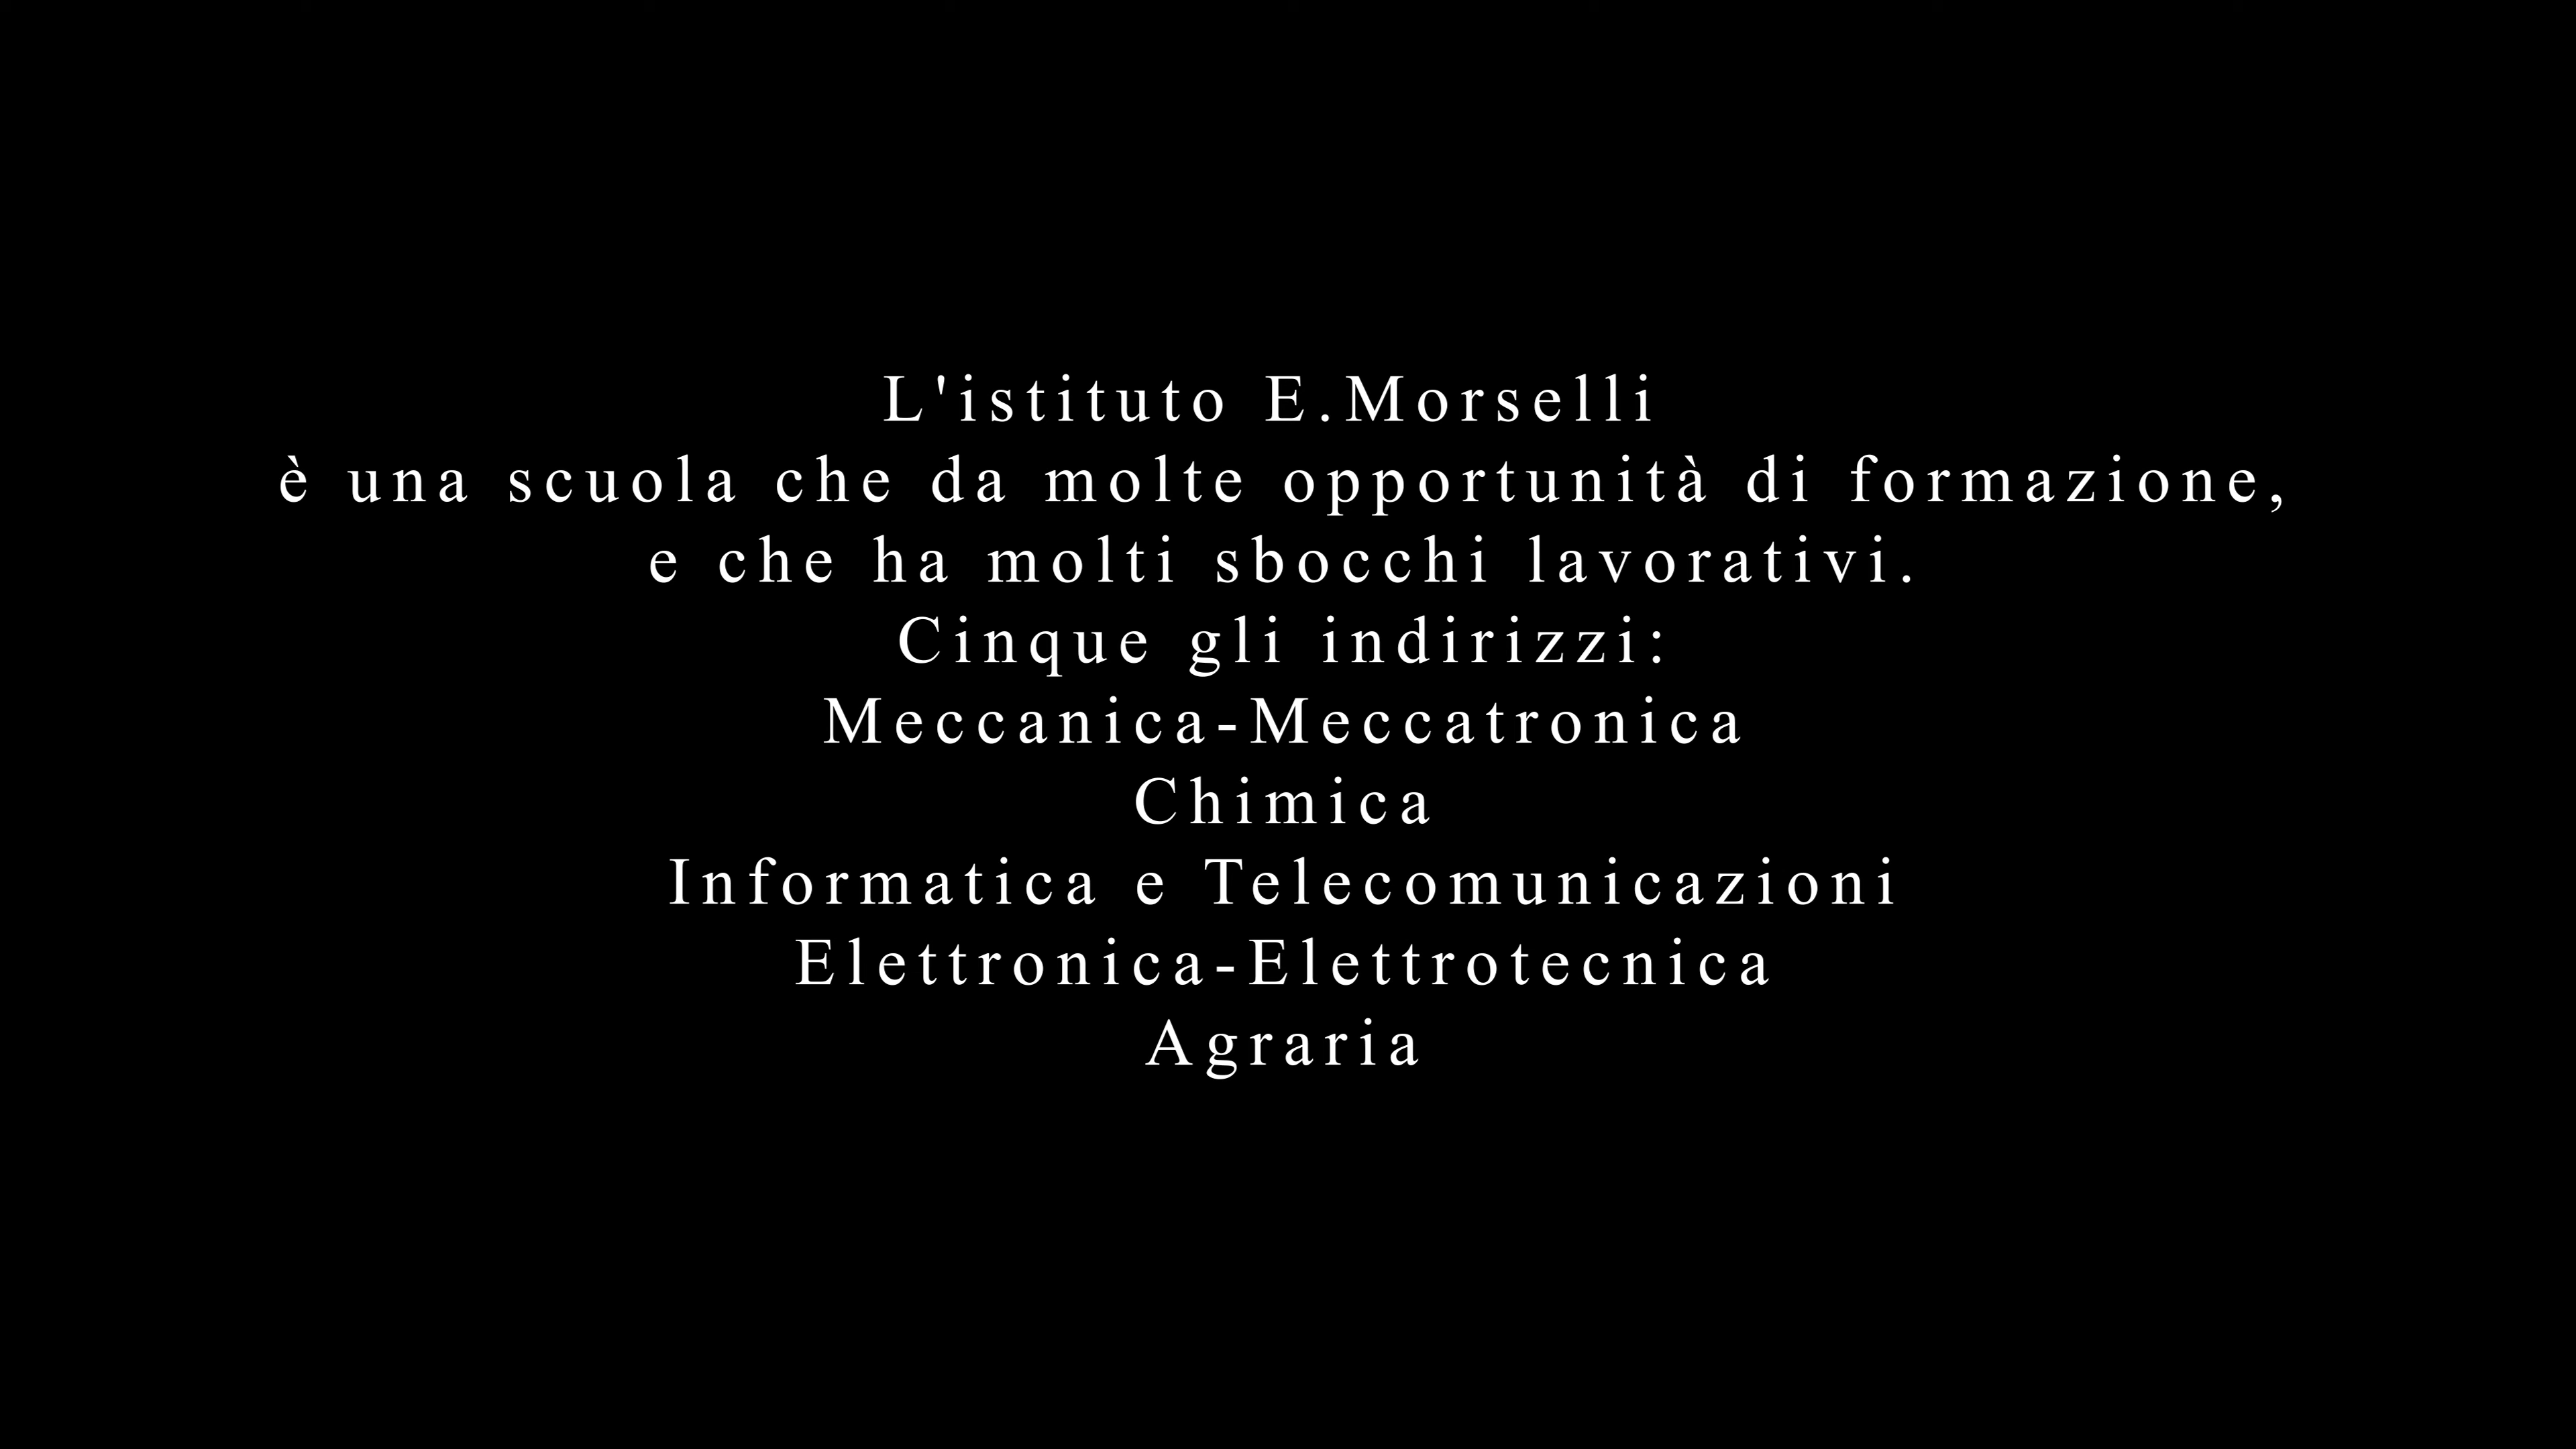 L'istituto E.Morselli
è una scuola che da molte opportunità di formazione,
e che ha molti sbocchi lavorativi.
Cinque gli indirizzi:
Meccanica-Meccatronica
Chimica
Informatica e Telecomunicazioni
Elettronica-Elettrotecnica
Agraria